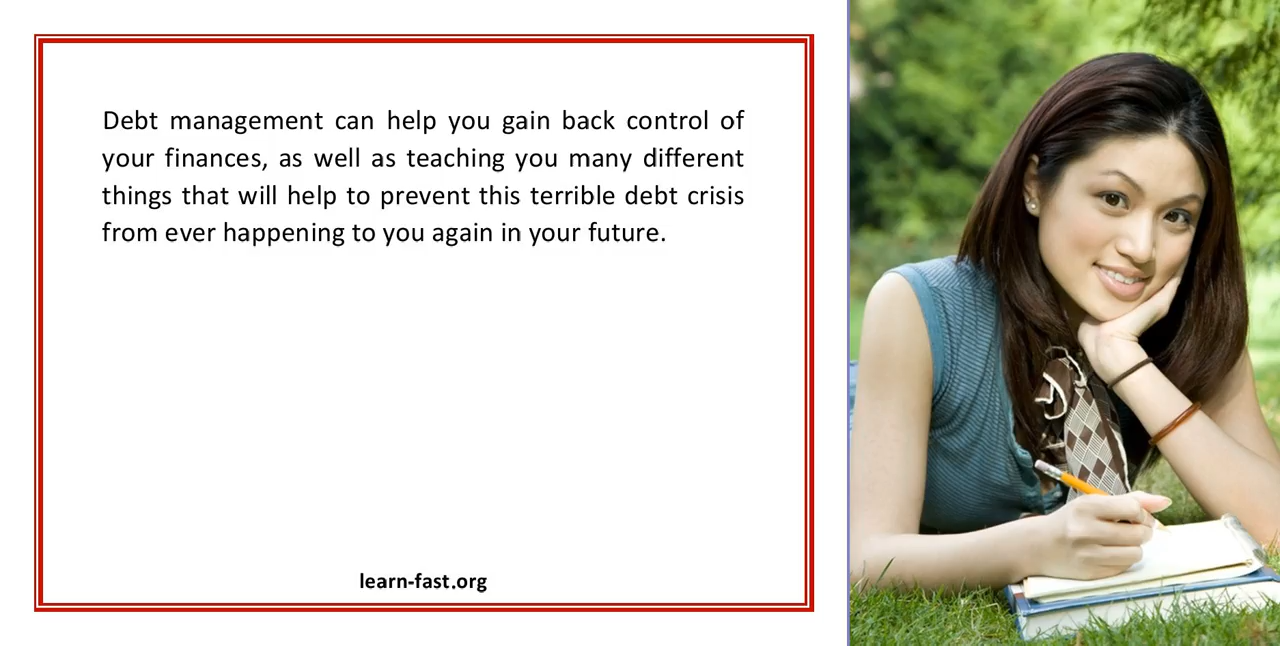 Debt management can help you gain back control of
your finances, as well as teaching you many different
things that will help to prevent this terrible debt crisis
from ever happening to you again in your future.
learn-fast.org